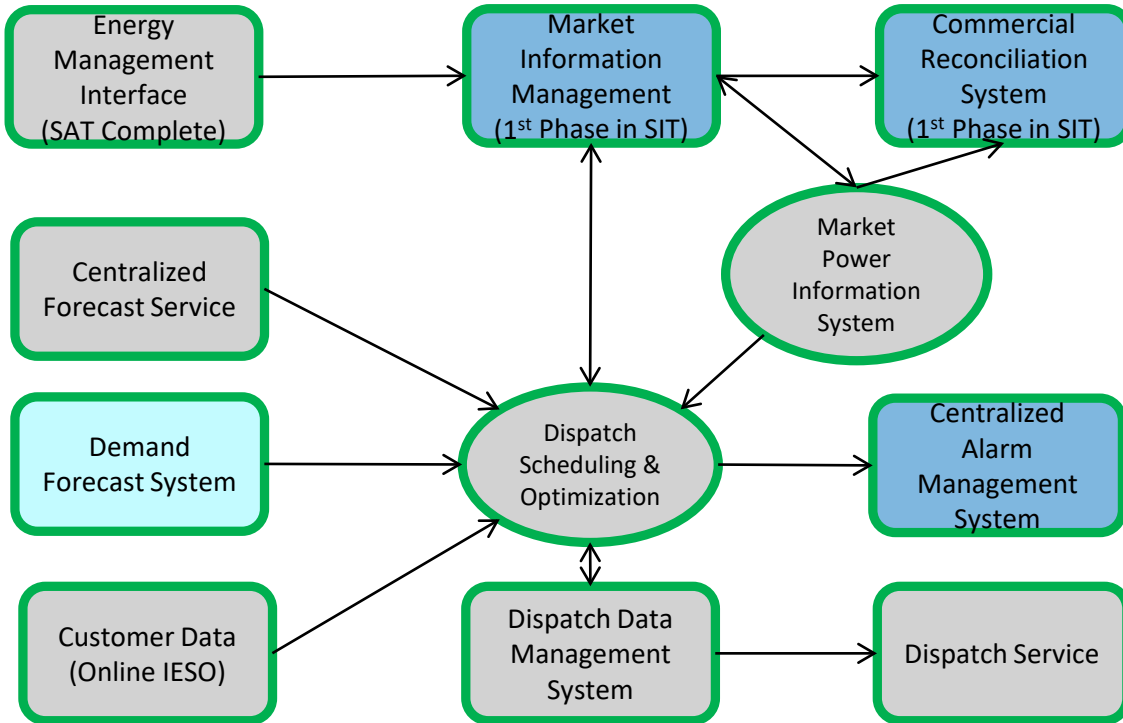 Energy
Management
Interface
(SAT Complete)
Market
Information
Management
(1st Phase in SIT)
Commercial
Reconciliation
System
(1st Phase in SIT)
Centralized
Forecast Service
Market
Power
Information
System
Demand
Forecast System
Dispatch
Scheduling &
Optimization
Centralized
Alarm
Management
System
Customer Data
(Online IESO)
Dispatch Data
Management
System
Dispatch Service